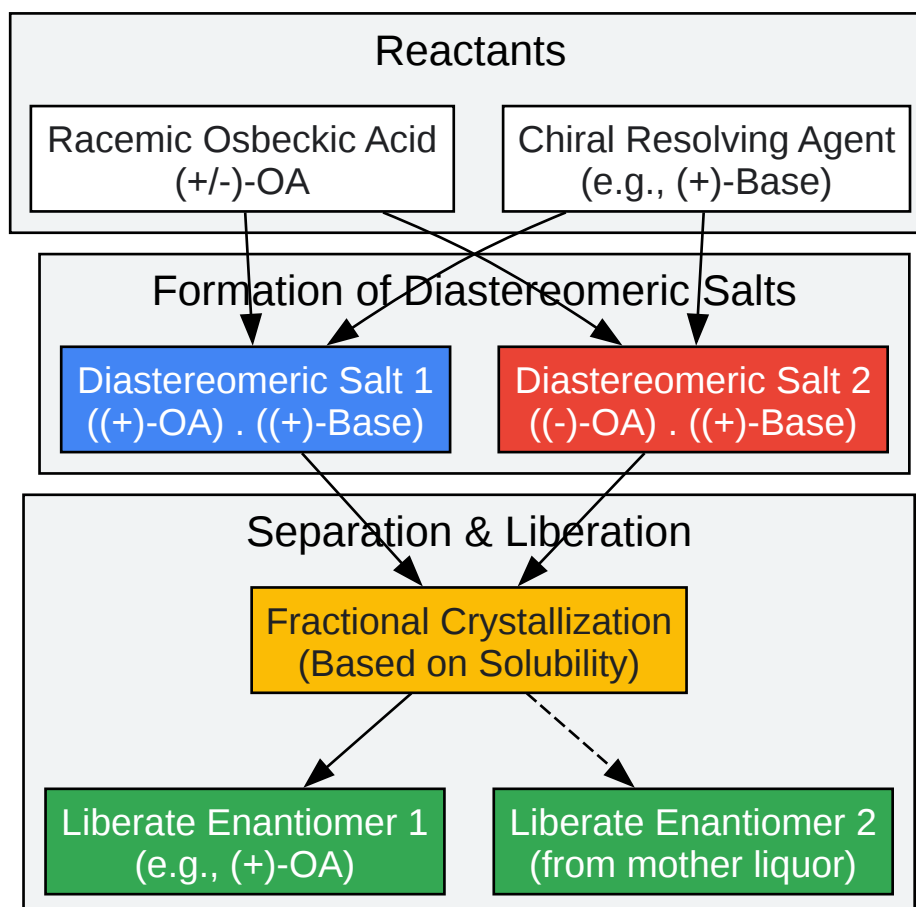 Reactants
Racemic Osbeckic Acid
(+/-)-OA
Chiral Resolving Agent
(e.g., (+)-Base)
Formation of Diastereomeric Salts
Diastereomeric Salt 1
((+)-OA) . ((+)-Base)
Diastereomeric Salt 2
((-)-OA) . ((+)-Base)
Separation & Liberation
Fractional Crystallization
(Based on Solubility)
Liberate Enantiomer 1
(e.g., (+)-OA)
Liberate Enantiomer 2
(from mother liquor)